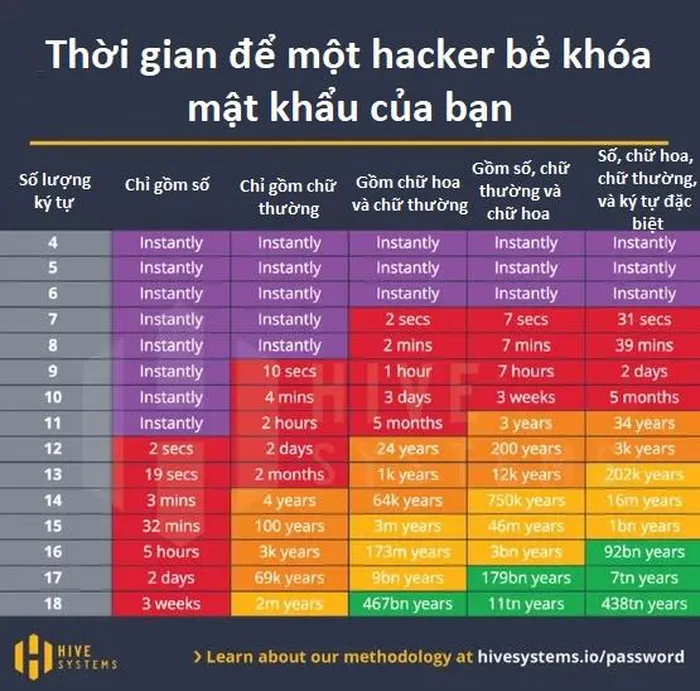 Thời gian để một hacker bẻ khóa
mật khẩu của bạn
Số lượng
ký tự
Chỉ gồm số
Chỉ gồm chữ
thường
Gồm chữ hoa
và chữ thường
Gồm số, chữ
thường và
chữ hoa
Số, chữ hoa,
chữ thường,
và ký tự đặc
biệt
4 Instantly Instantly Instantly Instantly Instantly
5 Instantly Instantly Instantly Instantly Instantly
6 Instantly Instantly Instantly Instantly Instantly
7 Instantly Instantly 2 secs 7 secs 31 secs
8 Instantly Instantly 2 mins 7 mins 39 mins
9 Instantly 10 secs 1 hour 7 hours 2 days
10 Instantly 4 mins 3 days 3 weeks 5 months
11 Instantly 2 hours 5 months 3 years 34 years
12 2 secs 2 days 24 years 200 years 3k years
13 19 secs 2 months 1k years 12k years 202k years
14 3 mins 4 years 64k years 750k years 16m years
15 32 mins 100 years 3m years 46m years 1bn years
16 5 hours 3k years 173m years 3bn years 92bn years
17 2 days 69k years 9bn years 179bn years 7tn years
18 3 weeks 2m years 467bn years 11tn years 438tn years
HIVE
SYSTEMS
HIVE
SYSTEMS
› Learn about our methodology at hivesystems.io/password